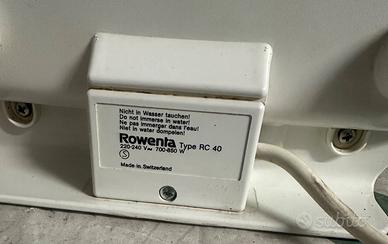 Nicht in Wasser tauchen!
Do not immerse in water!
Ne pas immerger dans l'eau!
Niet in water dompelen!
Rowenta Type RC 40
220-240 V~ 700-850 W
S
Made in Switzerland
subito